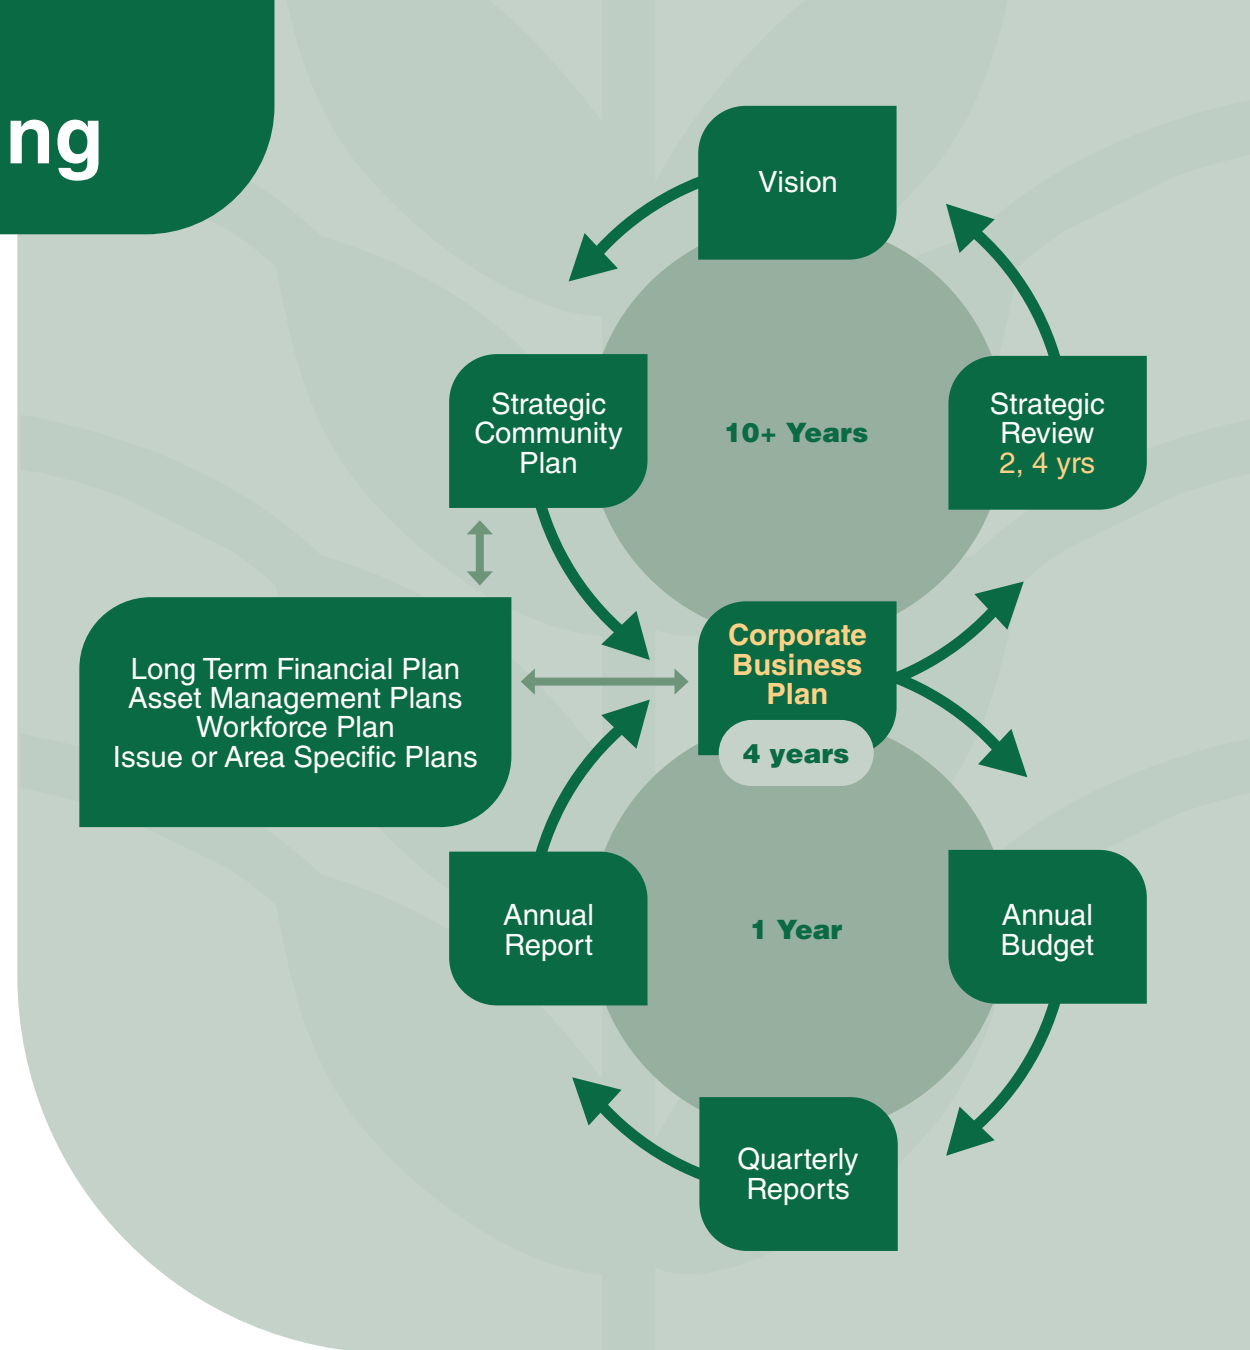 ng
Vision
Strategic
Community
Plan
10+ Years
Strategic
Review
2, 4 yrs
Long Term Financial Plan
Asset Management Plans
Workforce Plan
Issue or Area Specific Plans
Corporate
Business
Plan
4 years
Annual
Report
1 Year
Annual
Budget
Quarterly
Reports